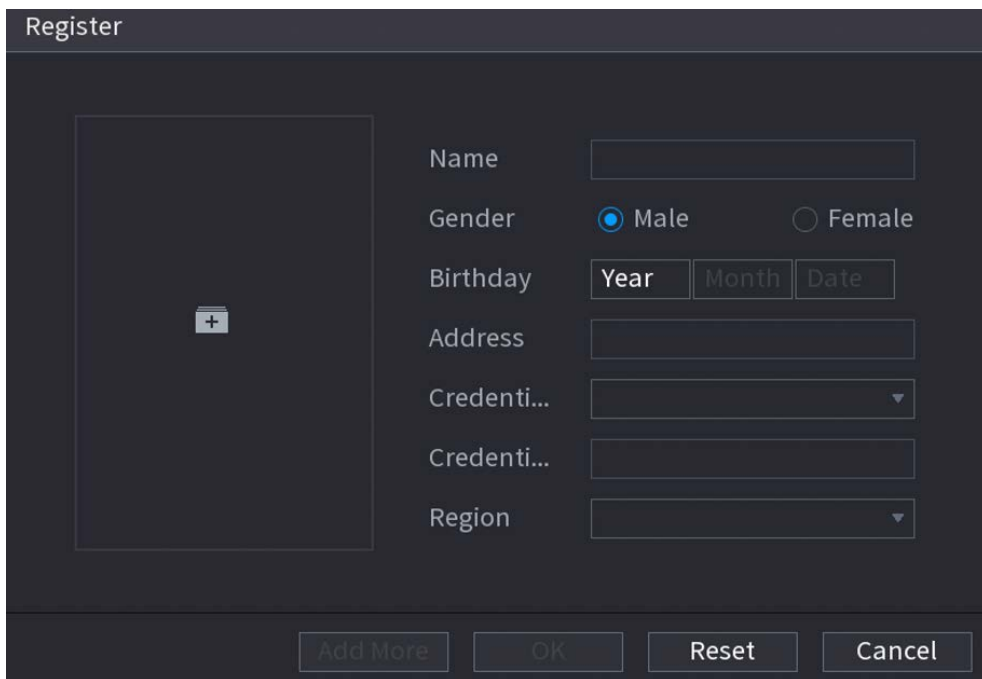 Register
Name
Gender Male Female
Birthday Year Month Date
Address
Credenti...
Credenti...
Region
Add More OK Reset Cancel